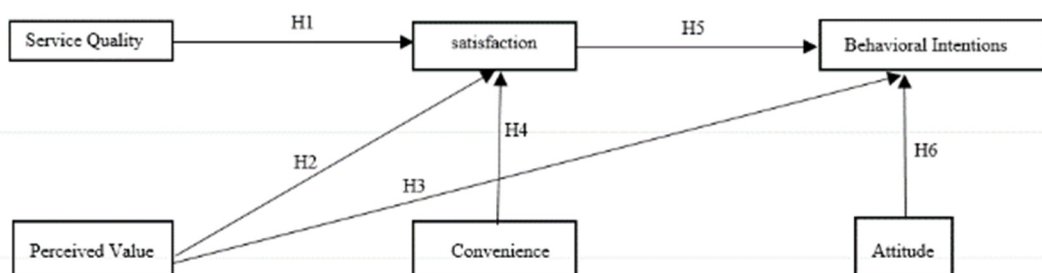 H1
H5
Service Quality
satisfaction
Behavioral Intentions
H4
H2
H6
H3
Perceived Value
Convenience
Attitude